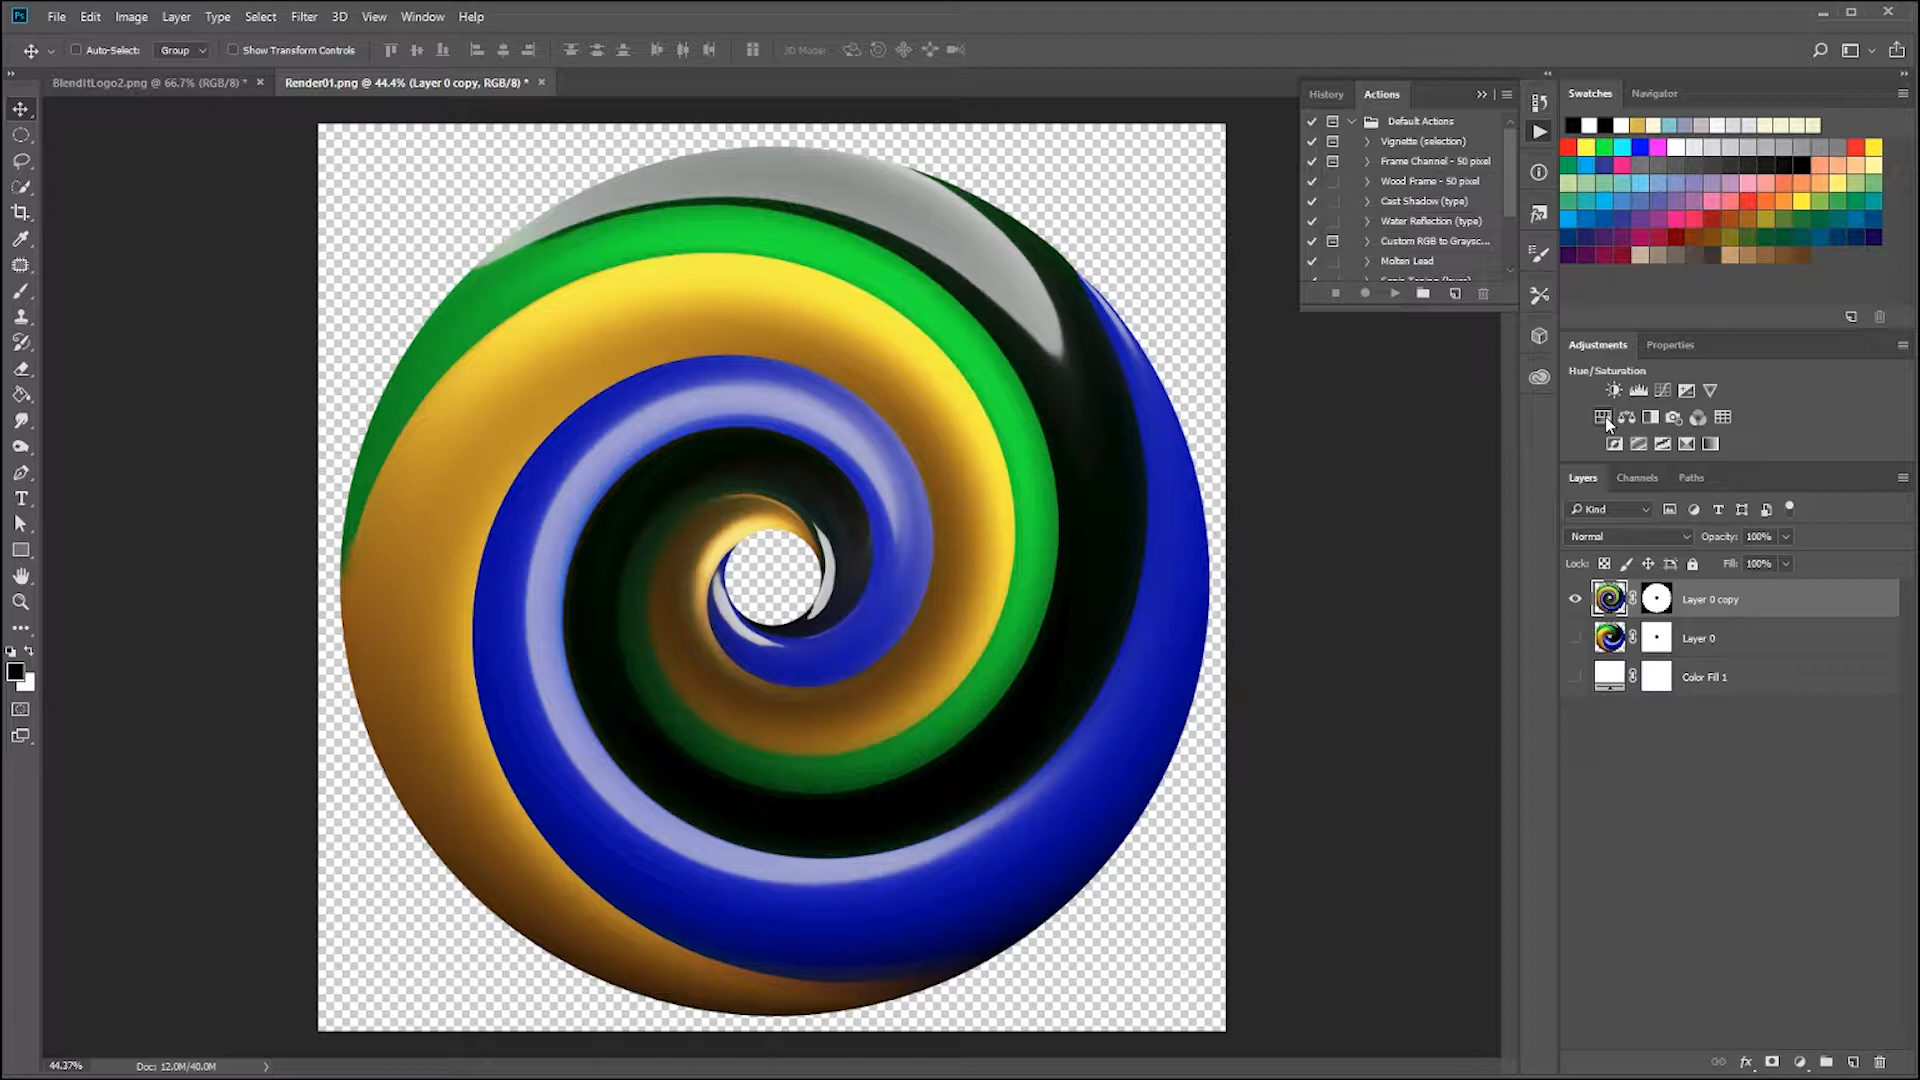 Ps File Edit Image Layer Type Select Filter 3D View Window Help
Auto-Select: Group Show Transform Controls 3D Mode:
BlendItLogo2.png @ 66.7% (RGB/8) * × Render01.png @ 44.4% (Layer 0 copy, RGB/8) * ×
History Actions
Default Actions
Vignette (selection)
Frame Channel - 50 pixel
Wood Frame - 50 pixel
Cast Shadow (type)
Water Reflection (type)
Custom RGB to Graysc...
Molten Lead
Swatches Navigator
Adjustments Properties
Hue/Saturation
Layers Channels Paths
Kind
Normal Opacity: 100%
Lock: Fill: 100%
Layer 0 copy
Layer 0
Color Fill 1
44.37% Doc: 12.0M/40.0M